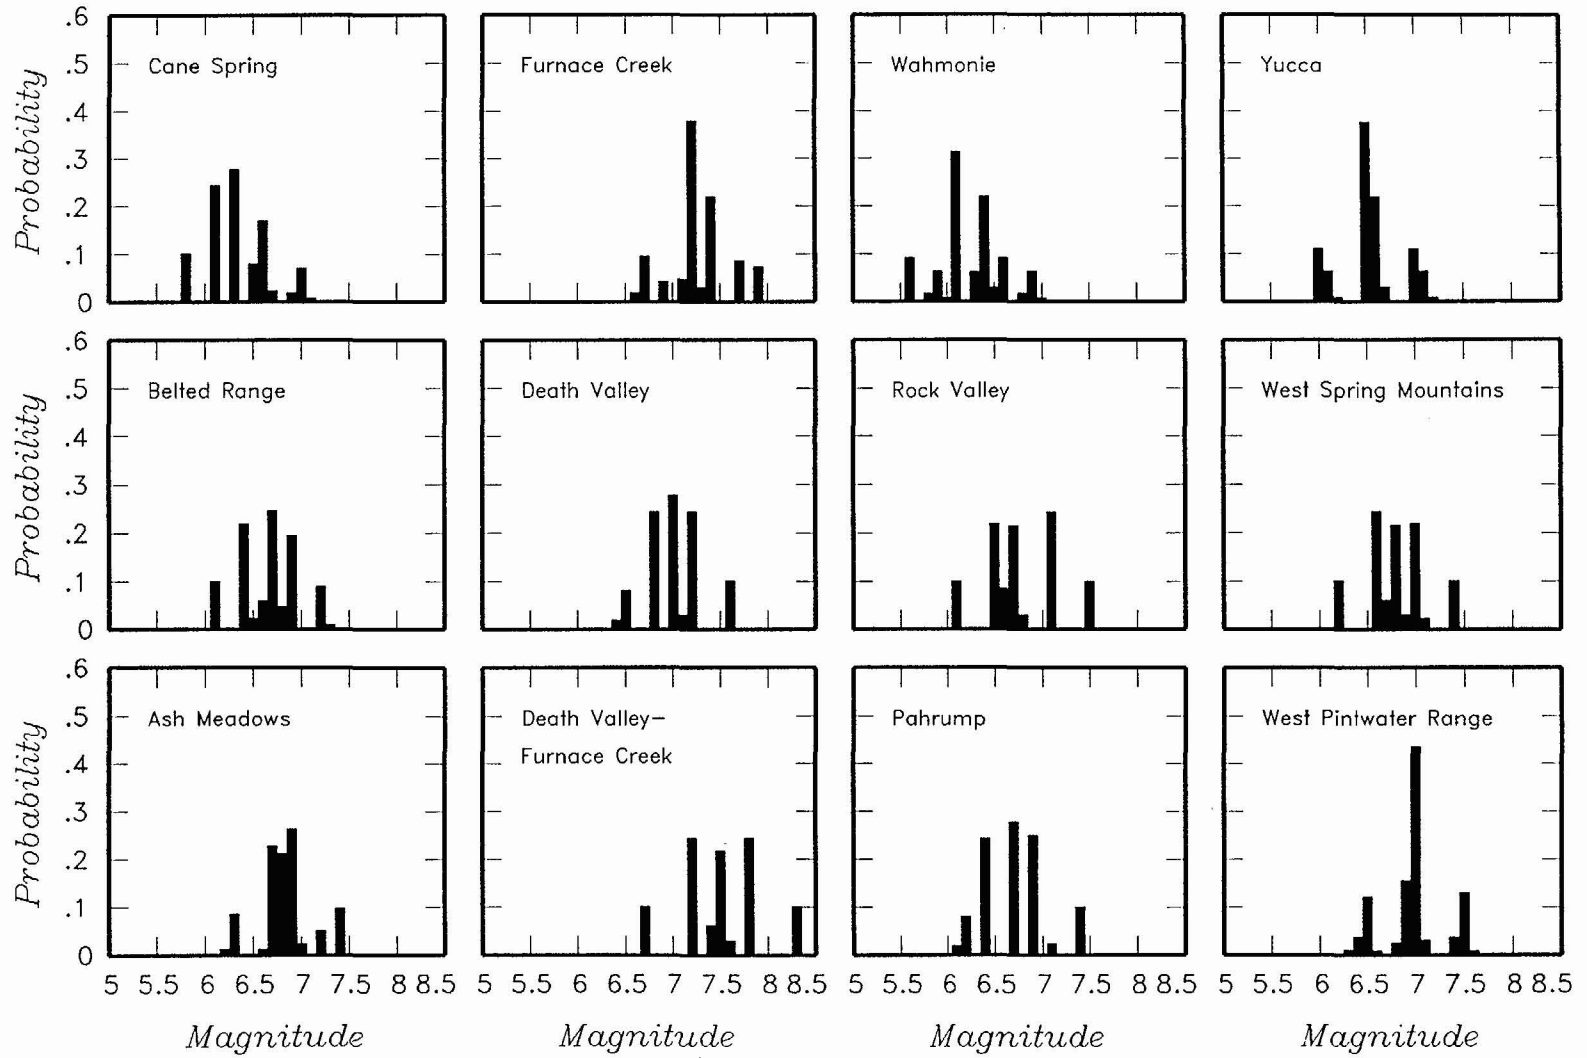 .6
.5
.4
.3
.2
.1
0
Probability
Cane Spring
Furnace Creek
Wahmonie
Yucca
.6
.5
.4
.3
.2
.1
0
Probability
Belted Range
Death Valley
Rock Valley
West Spring Mountains
.6
.5
.4
.3
.2
.1
0
Probability
Ash Meadows
Death Valley–
Furnace Creek
Pahrump
West Pintwater Range
5 5.5 6 6.5 7 7.5 8 8.5
5 5.5 6 6.5 7 7.5 8 8.5
5 5.5 6 6.5 7 7.5 8 8.5
5 5.5 6 6.5 7 7.5 8 8.5
Magnitude
Magnitude
Magnitude
Magnitude